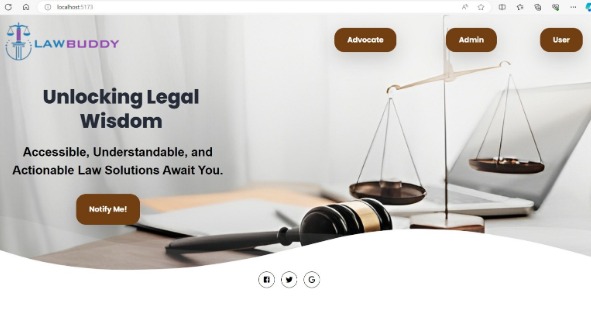 localhost:5173
LAWBUDDY
Advocate
Admin
User
Unlocking Legal
Wisdom
Accessible, Understandable, and
Actionable Law Solutions Await You.
Notify Me!
G